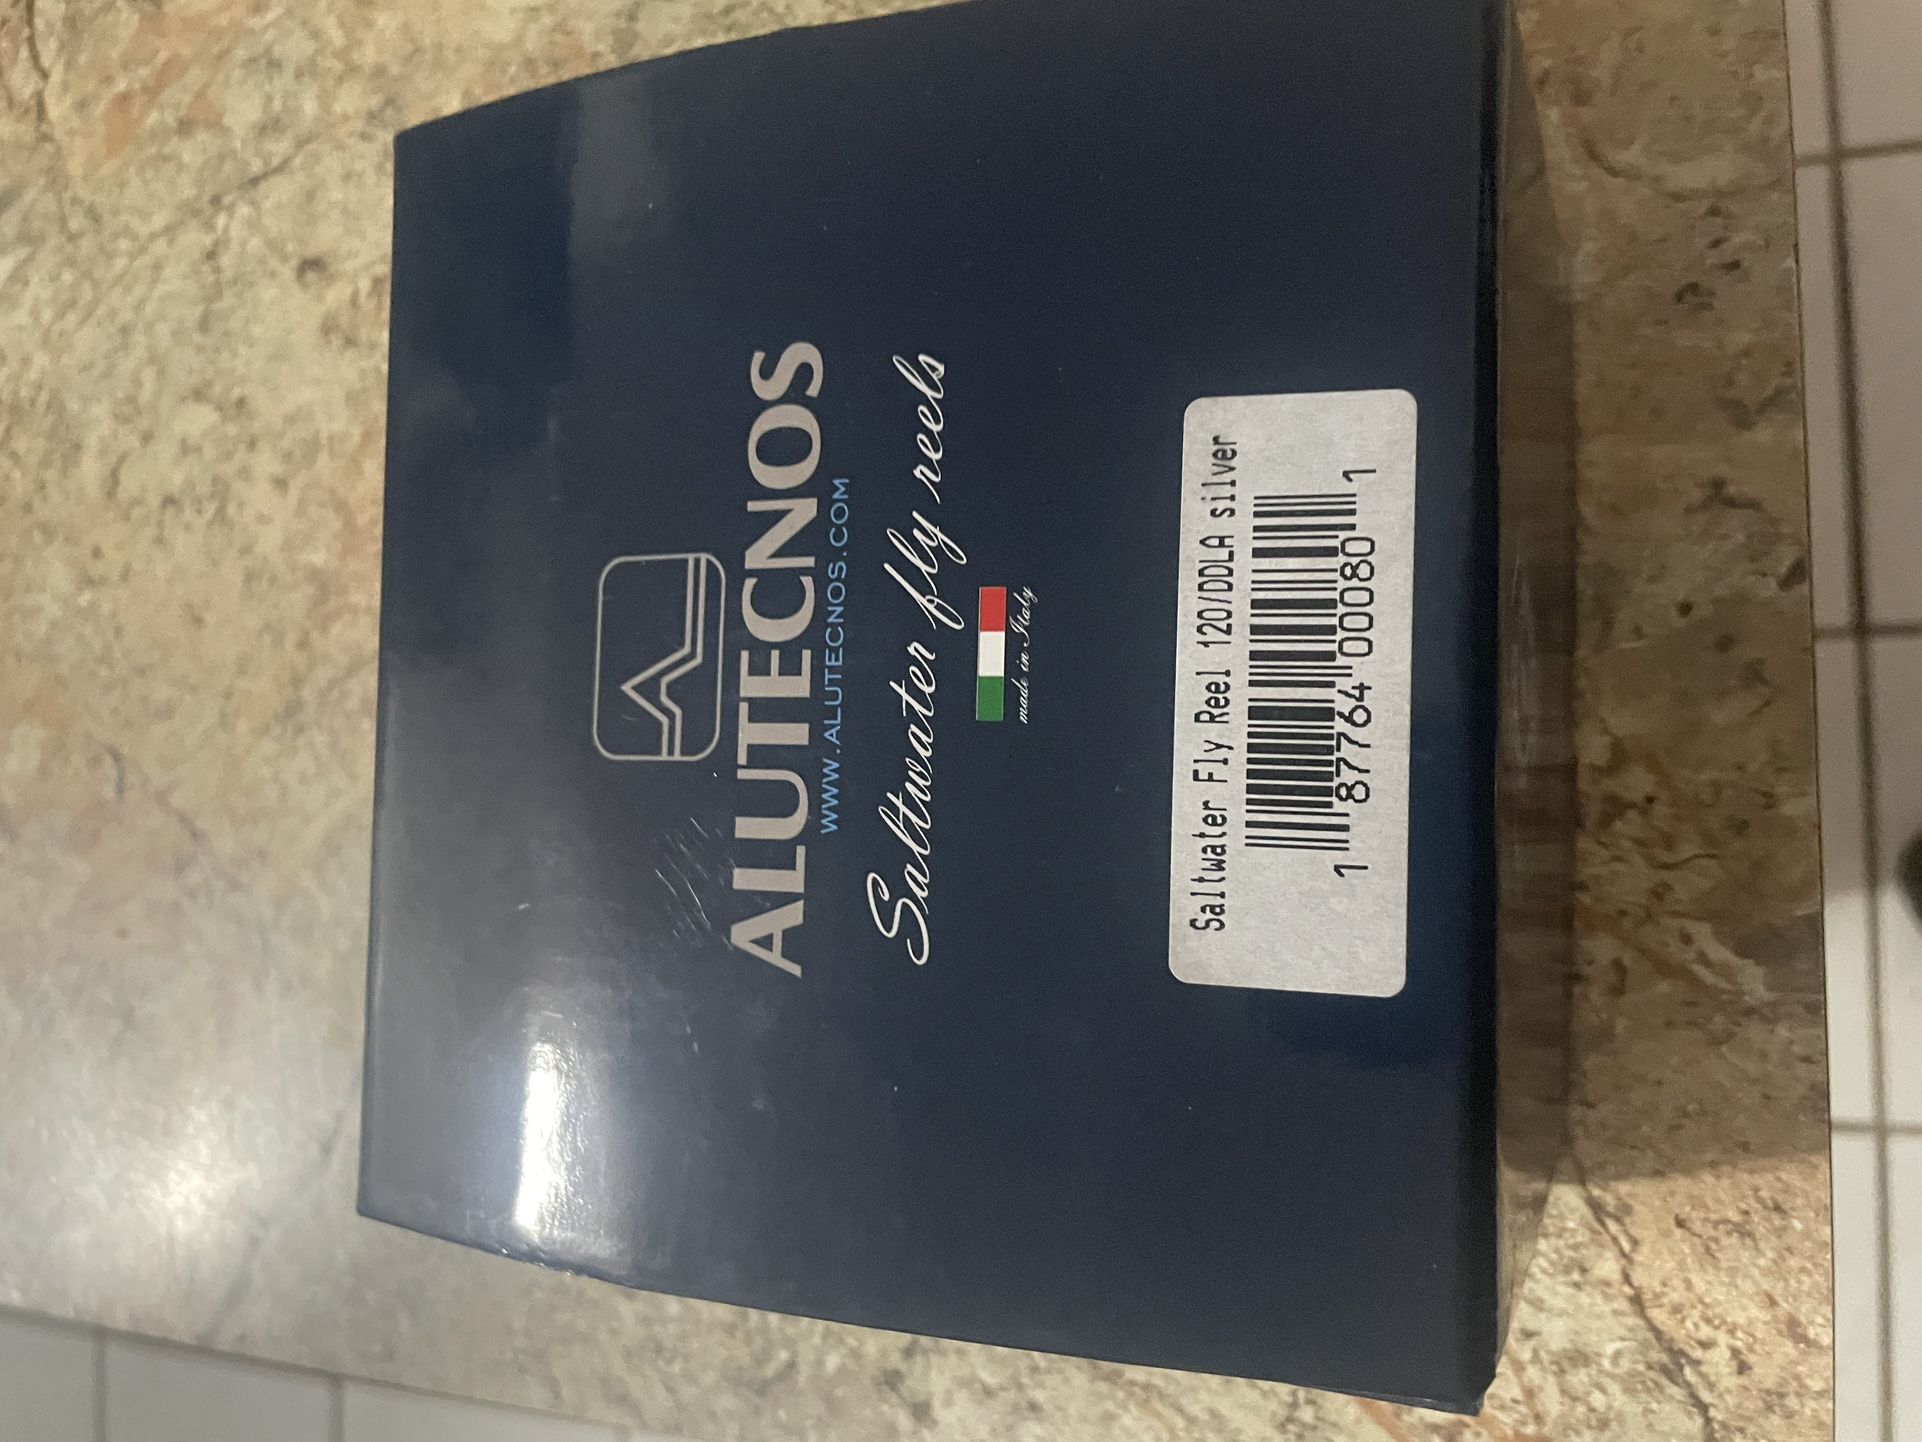 ALUTECNOS
WWW.ALUTECNOS.COM
Saltwater fly reels
made in Italy
Saltwater Fly Reel 120/DDLA silver
1 87764 00080 1